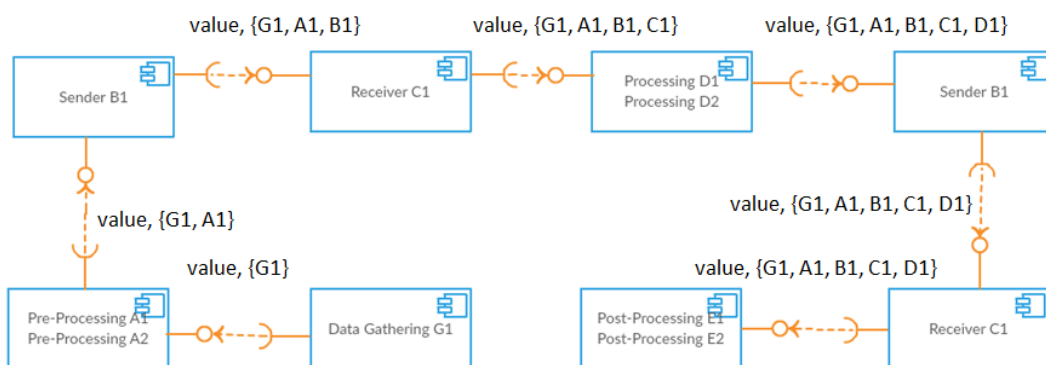 value, {G1, A1, B1}
value, {G1, A1, B1, C1}
value, {G1, A1, B1, C1, D1}
Sender B1
Receiver C1
Processing D1
Processing D2
Sender B1
value, {G1, A1}
value, {G1, A1, B1, C1, D1}
value, {G1}
value, {G1, A1, B1, C1, D1}
Pre-Processing A1
Pre-Processing A2
Data Gathering G1
Post-Processing E1
Post-Processing E2
Receiver C1